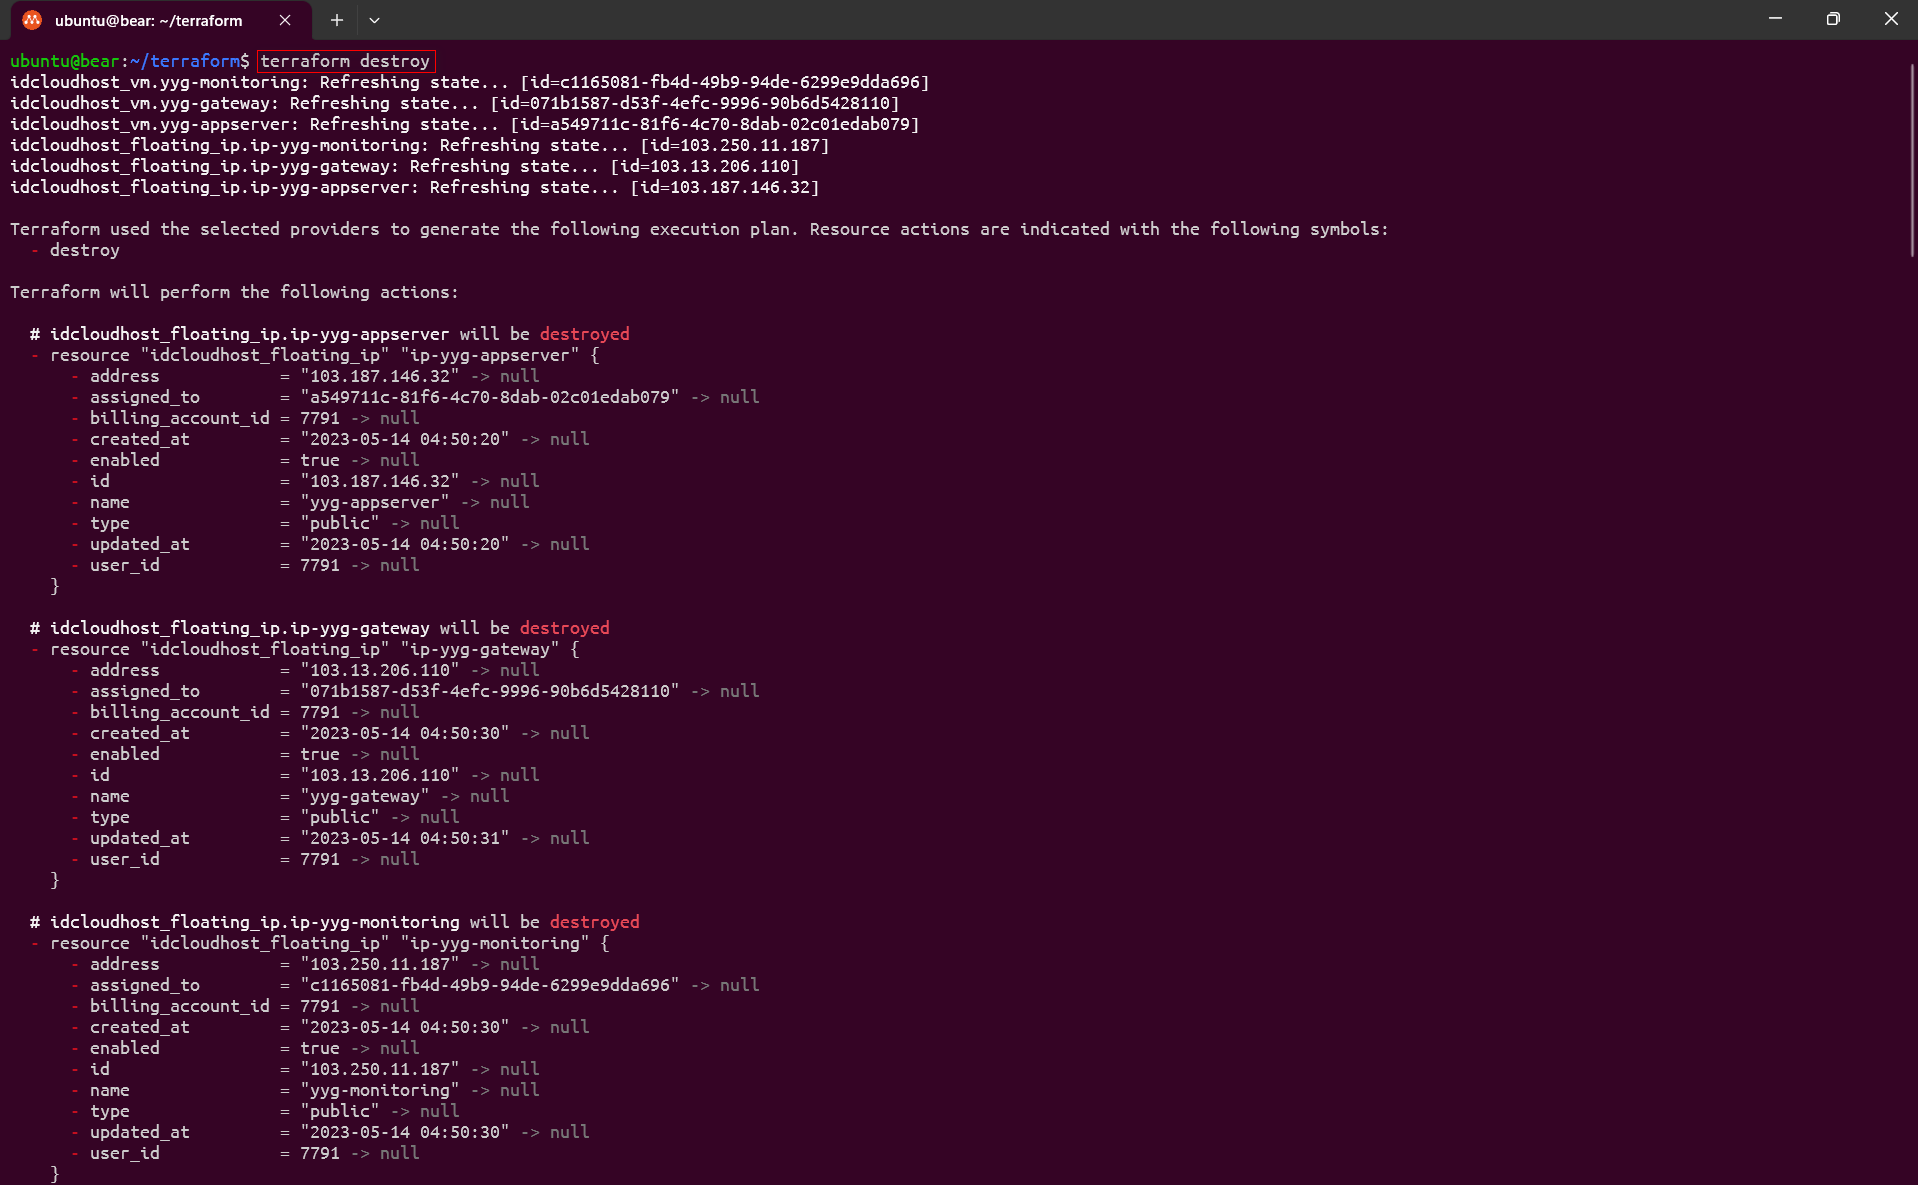 ubuntu@bear: ~/terraform
ubuntu@bear:~/terraform$ terraform destroy
idcloudhost_vm.yyg-monitoring: Refreshing state... [id=c1165081-fb4d-49b9-94de-6299e9dda696]
idcloudhost_vm.yyg-gateway: Refreshing state... [id=071b1587-d53f-4efc-9996-90b6d5428110]
idcloudhost_vm.yyg-appserver: Refreshing state... [id=a549711c-81f6-4c70-8dab-02c01edab079]
idcloudhost_floating_ip.ip-yyg-monitoring: Refreshing state... [id=103.250.11.187]
idcloudhost_floating_ip.ip-yyg-gateway: Refreshing state... [id=103.13.206.110]
idcloudhost_floating_ip.ip-yyg-appserver: Refreshing state... [id=103.187.146.32]

Terraform used the selected providers to generate the following execution plan. Resource actions are indicated with the following symbols:
  - destroy

Terraform will perform the following actions:

  # idcloudhost_floating_ip.ip-yyg-appserver will be destroyed
  - resource "idcloudhost_floating_ip" "ip-yyg-appserver" {
      - address            = "103.187.146.32" -> null
      - assigned_to        = "a549711c-81f6-4c70-8dab-02c01edab079" -> null
      - billing_account_id = 7791 -> null
      - created_at         = "2023-05-14 04:50:20" -> null
      - enabled            = true -> null
      - id                 = "103.187.146.32" -> null
      - name               = "yyg-appserver" -> null
      - type               = "public" -> null
      - updated_at         = "2023-05-14 04:50:20" -> null
      - user_id            = 7791 -> null
    }

  # idcloudhost_floating_ip.ip-yyg-gateway will be destroyed
  - resource "idcloudhost_floating_ip" "ip-yyg-gateway" {
      - address            = "103.13.206.110" -> null
      - assigned_to        = "071b1587-d53f-4efc-9996-90b6d5428110" -> null
      - billing_account_id = 7791 -> null
      - created_at         = "2023-05-14 04:50:30" -> null
      - enabled            = true -> null
      - id                 = "103.13.206.110" -> null
      - name               = "yyg-gateway" -> null
      - type               = "public" -> null
      - updated_at         = "2023-05-14 04:50:31" -> null
      - user_id            = 7791 -> null
    }

  # idcloudhost_floating_ip.ip-yyg-monitoring will be destroyed
  - resource "idcloudhost_floating_ip" "ip-yyg-monitoring" {
      - address            = "103.250.11.187" -> null
      - assigned_to        = "c1165081-fb4d-49b9-94de-6299e9dda696" -> null
      - billing_account_id = 7791 -> null
      - created_at         = "2023-05-14 04:50:30" -> null
      - enabled            = true -> null
      - id                 = "103.250.11.187" -> null
      - name               = "yyg-monitoring" -> null
      - type               = "public" -> null
      - updated_at         = "2023-05-14 04:50:30" -> null
      - user_id            = 7791 -> null
    }